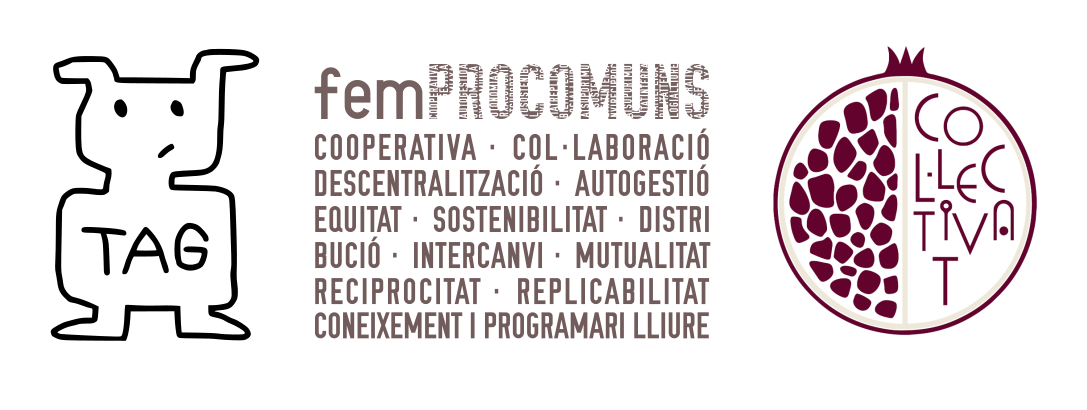 TAG
femPROCOMUNS
COOPERATIVA · COL·LABORACIÓ
DESCENTRALITZACIÓ · AUTOGESTIÓ
EQUITAT · SOSTENIBILITAT · DISTRI
BUCIÓ · INTERCANVI · MUTUALITAT
RECIPROCITAT · REPLICABILITAT
CONEIXEMENT I PROGRAMARI LLIURE
CO
L·LEC
TIVA
T